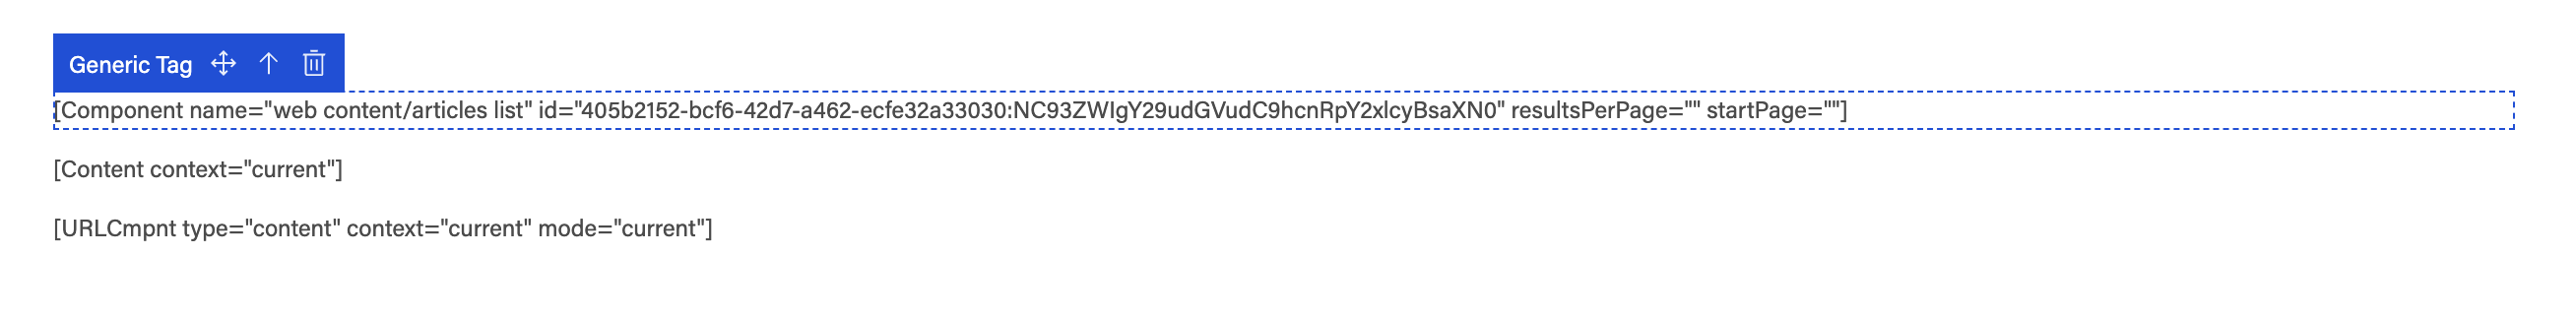 Generic Tag
[Component name="web content/articles list" id="405b2152-bcf6-42d7-a462-ecfe32a33030:NC93ZWIgY29udGVudC9hcnRpY2xlcyBsaXN0" resultsPerPage="" startPage=""]
[Content context="current"]
[URLCmpnt type="content" context="current" mode="current"]